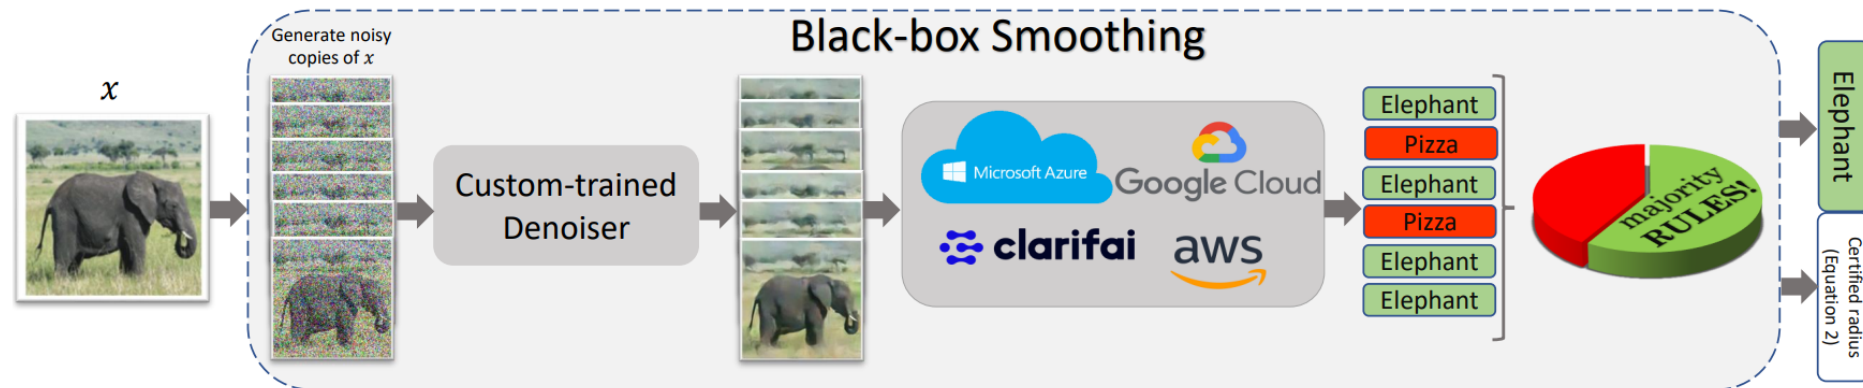 Black-box Smoothing
Generate noisy
copies of x
x
Custom-trained
Denoiser
Microsoft Azure
Google Cloud
clarifai
aws
Elephant
Pizza
Elephant
Pizza
Elephant
Elephant
majority
RULES!
Elephant
Certified radius
(Equation 2)